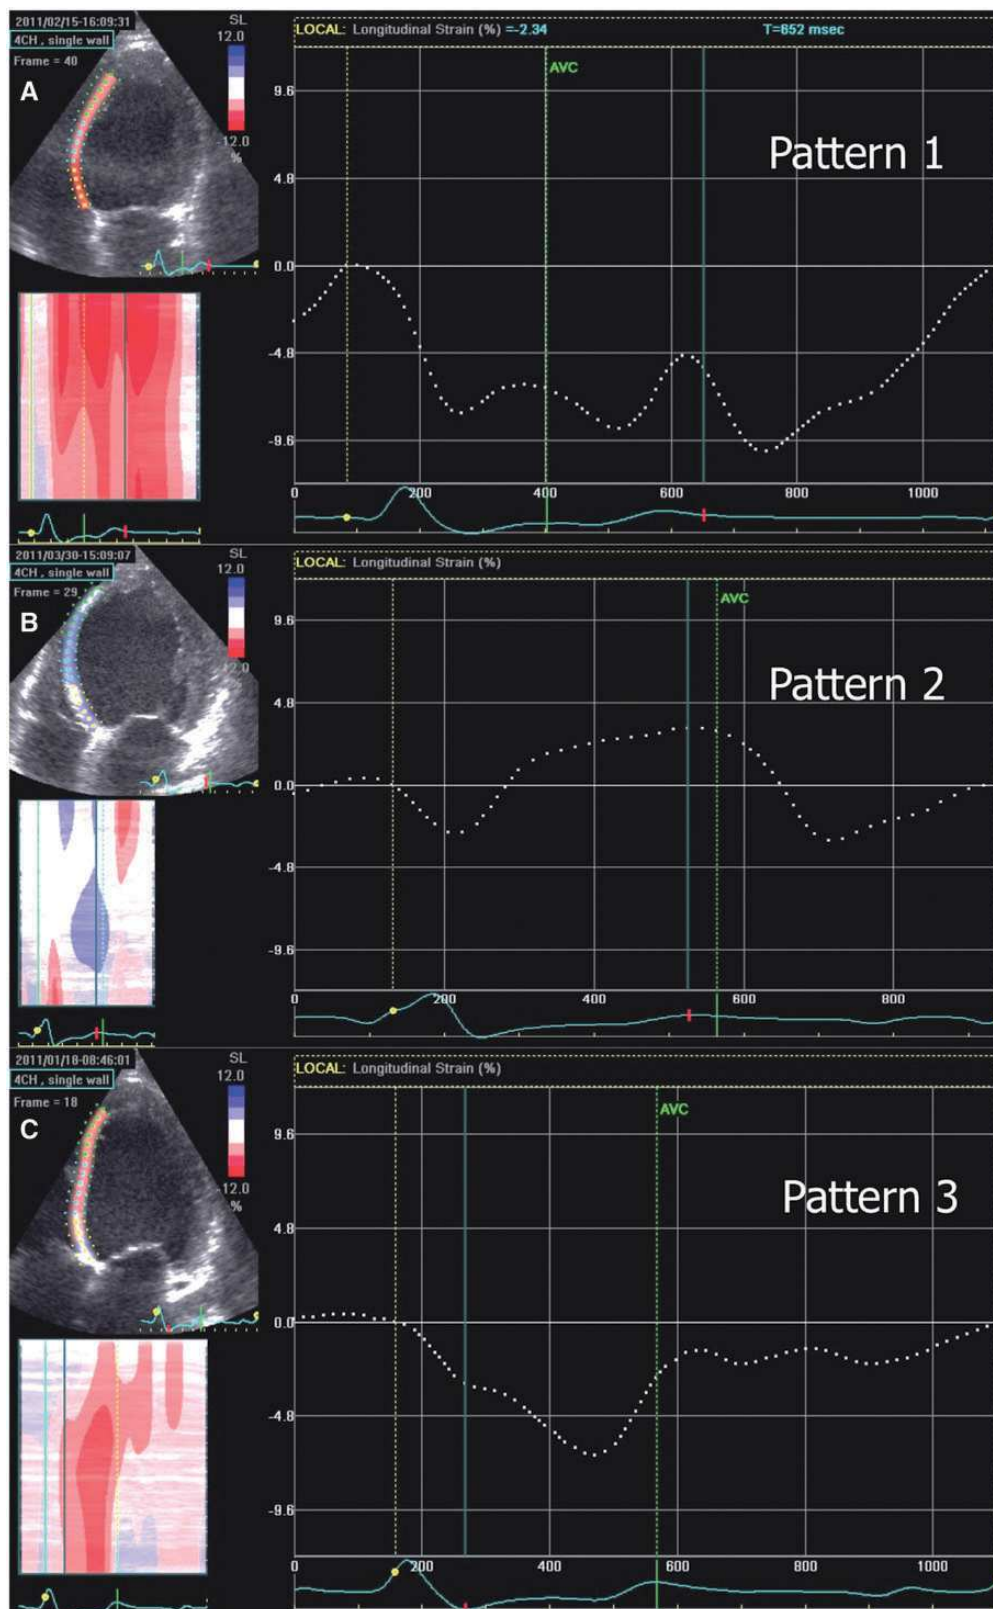 2011/02/15-16:09:31
SL
4CH , single wall
12.0
Frame = 40
A
-12.0
%
LOCAL: Longitudinal Strain (%) =-2.34
T=652 msec
AVC
Pattern 1
9.6
4.8
0.0
-4.8
-9.6
0
200
400
600
800
1000
2011/03/30-15:09:07
SL
4CH , single wall
12.0
Frame = 29
B
LOCAL: Longitudinal Strain (%)
AVC
Pattern 2
9.6
4.8
0.0
-4.8
-9.6
0
200
400
600
800
2011/01/18-08:46:01
SL
4CH , single wall
12.0
Frame = 18
C
-12.0
%
LOCAL: Longitudinal Strain (%)
AVC
Pattern 3
9.6
4.8
0.0
-4.8
-9.6
0
200
400
600
800
1000